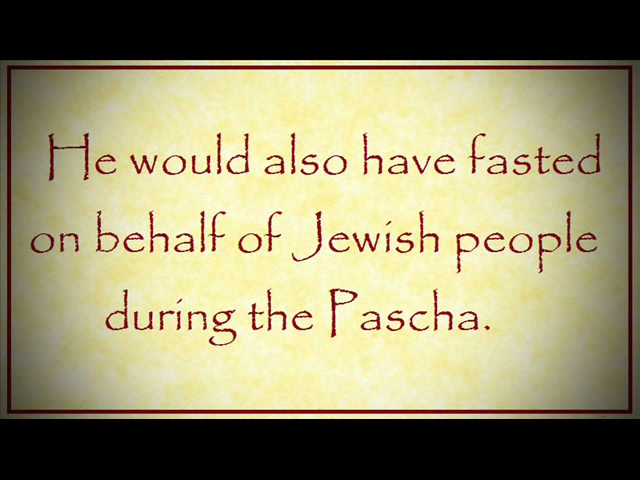 He would also have fasted
on behalf of Jewish people
during the Pascha.